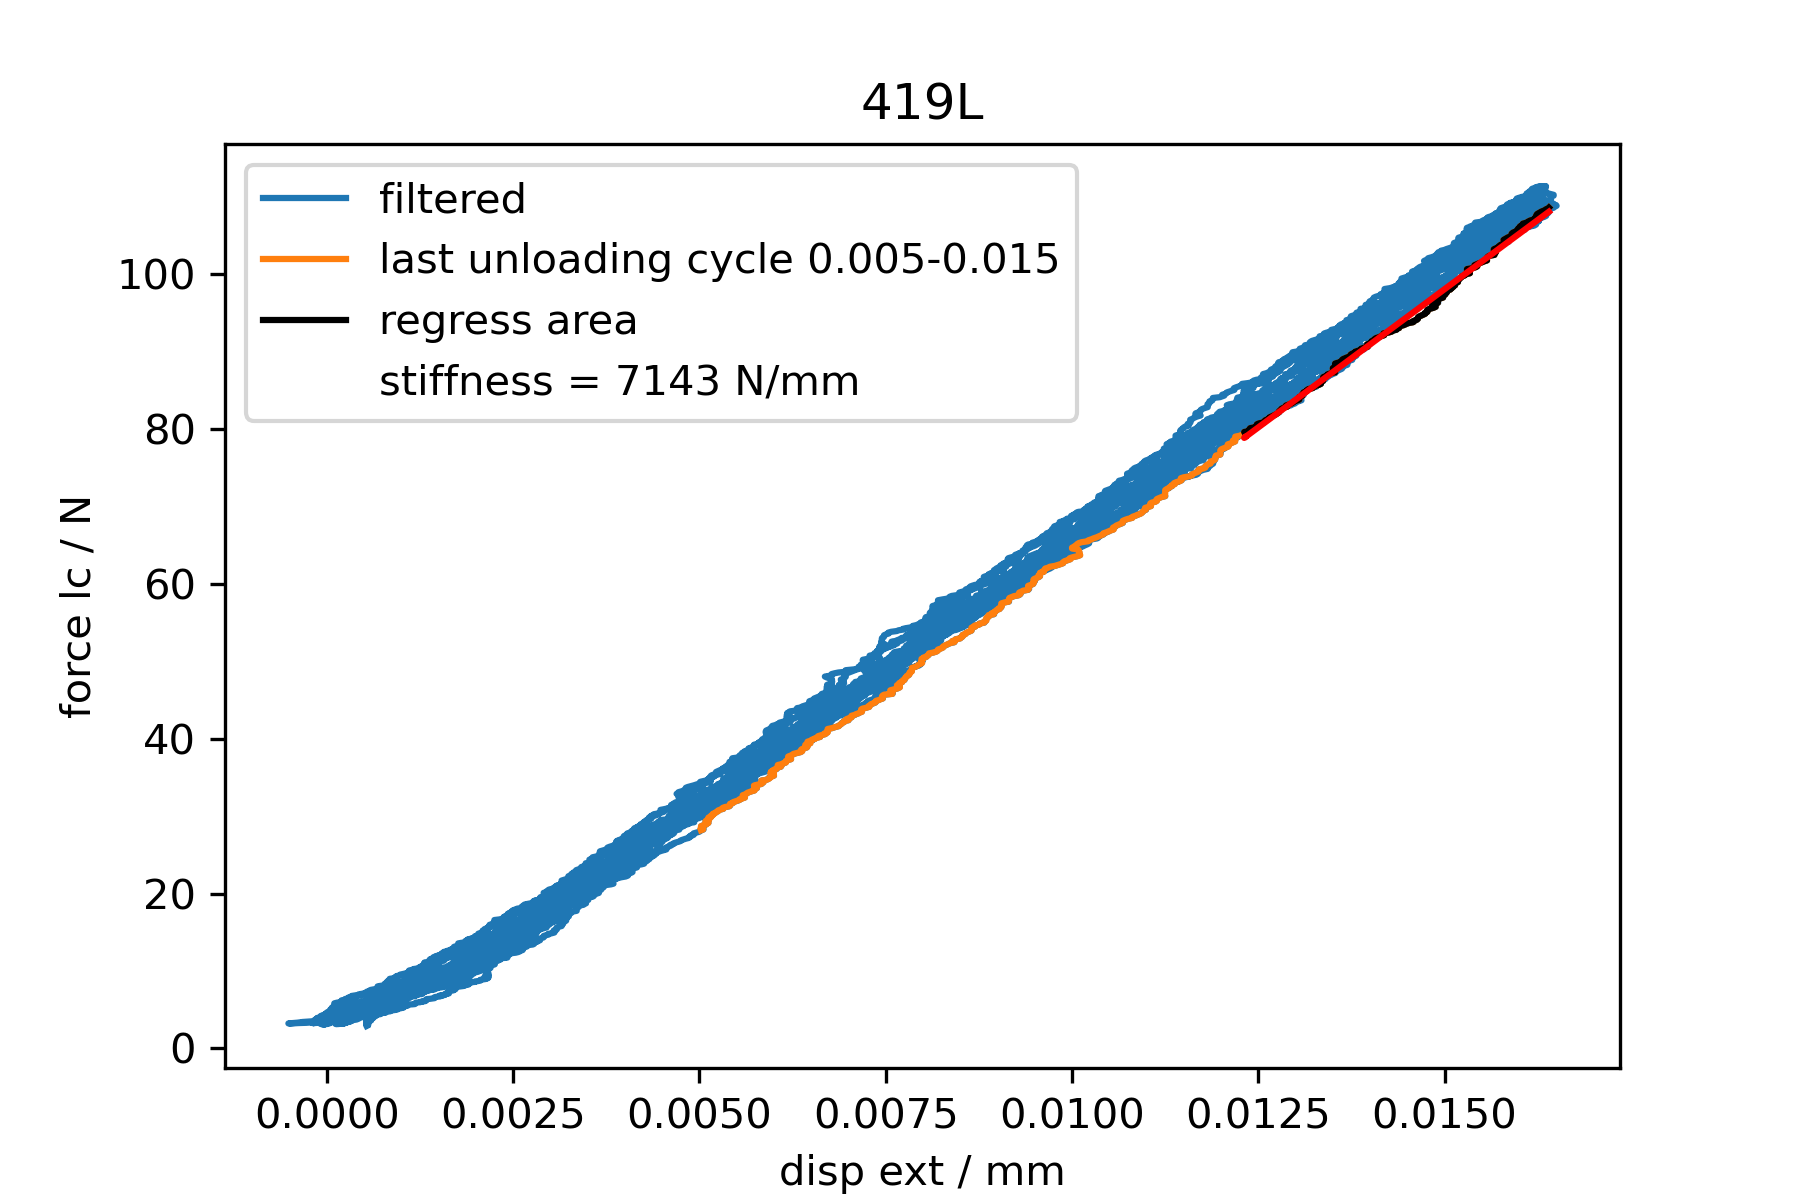 419L
filtered
last unloading cycle 0.005-0.015
regress area
stiffness = 7143 N/mm
force lc / N
100
80
60
40
20
0
0.0000 0.0025 0.0050 0.0075 0.0100 0.0125 0.0150
disp ext / mm